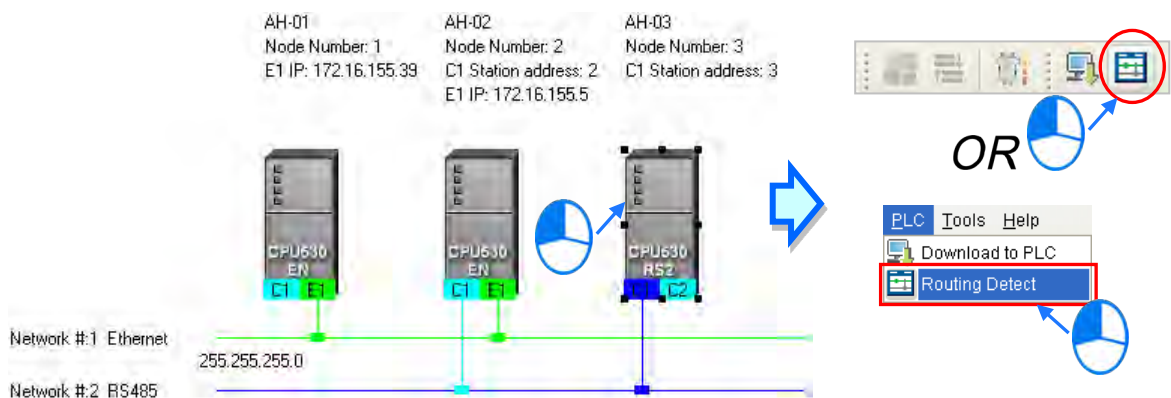 AH-01
Node Number: 1
E1 IP: 172.16.155.39
AH-02
Node Number: 2
C1 Station address: 2
E1 IP: 172.16.155.5
AH-03
Node Number: 3
C1 Station address: 3
CPU530
EN
C1 E1
CPU530
EN
C1 E1
CPU530
RS2
C1 C2
Network #:1 Ethernet
255.255.255.0
Network #:2 RS485
OR
PLC Tools Help
Download to PLC
Routing Detect